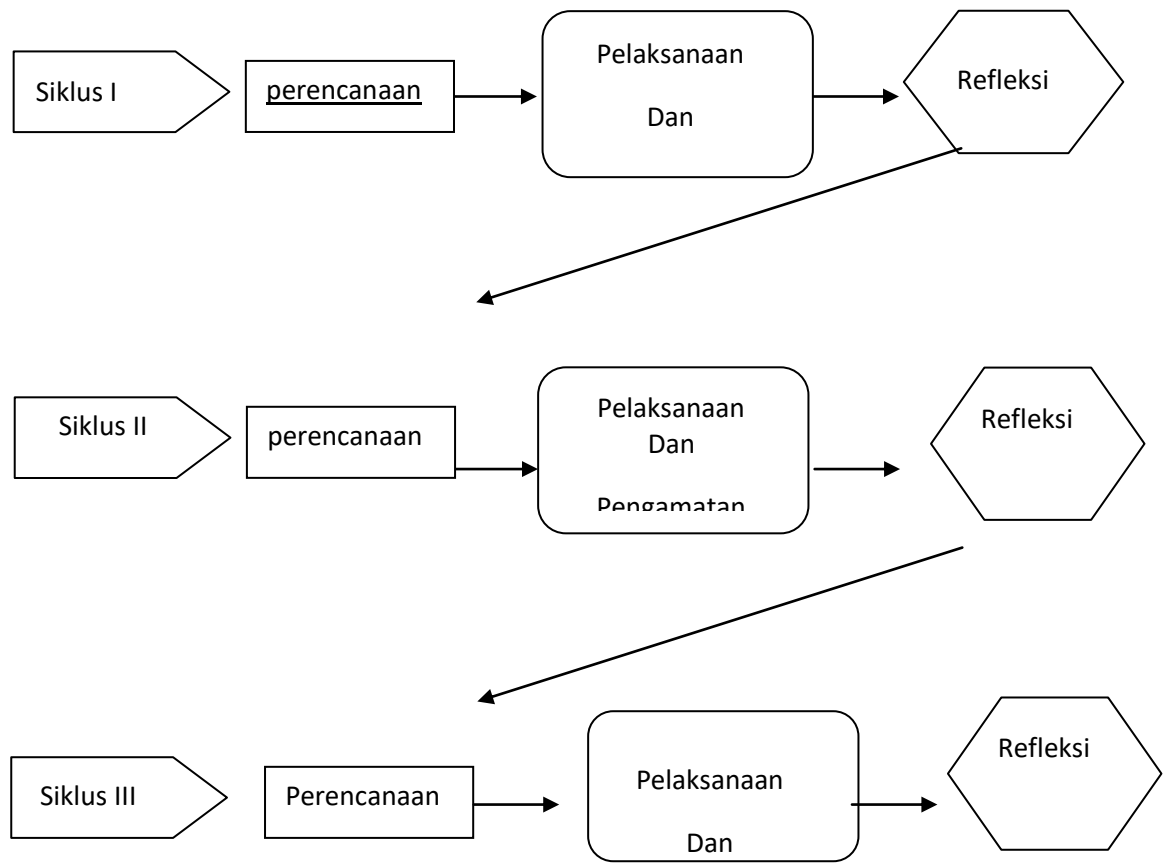 Siklus I
perencanaan
Pelaksanaan
Dan
Refleksi
Siklus II
perencanaan
Pelaksanaan
Dan
Pengamatan
Refleksi
Siklus III
Perencanaan
Pelaksanaan
Dan
Refleksi